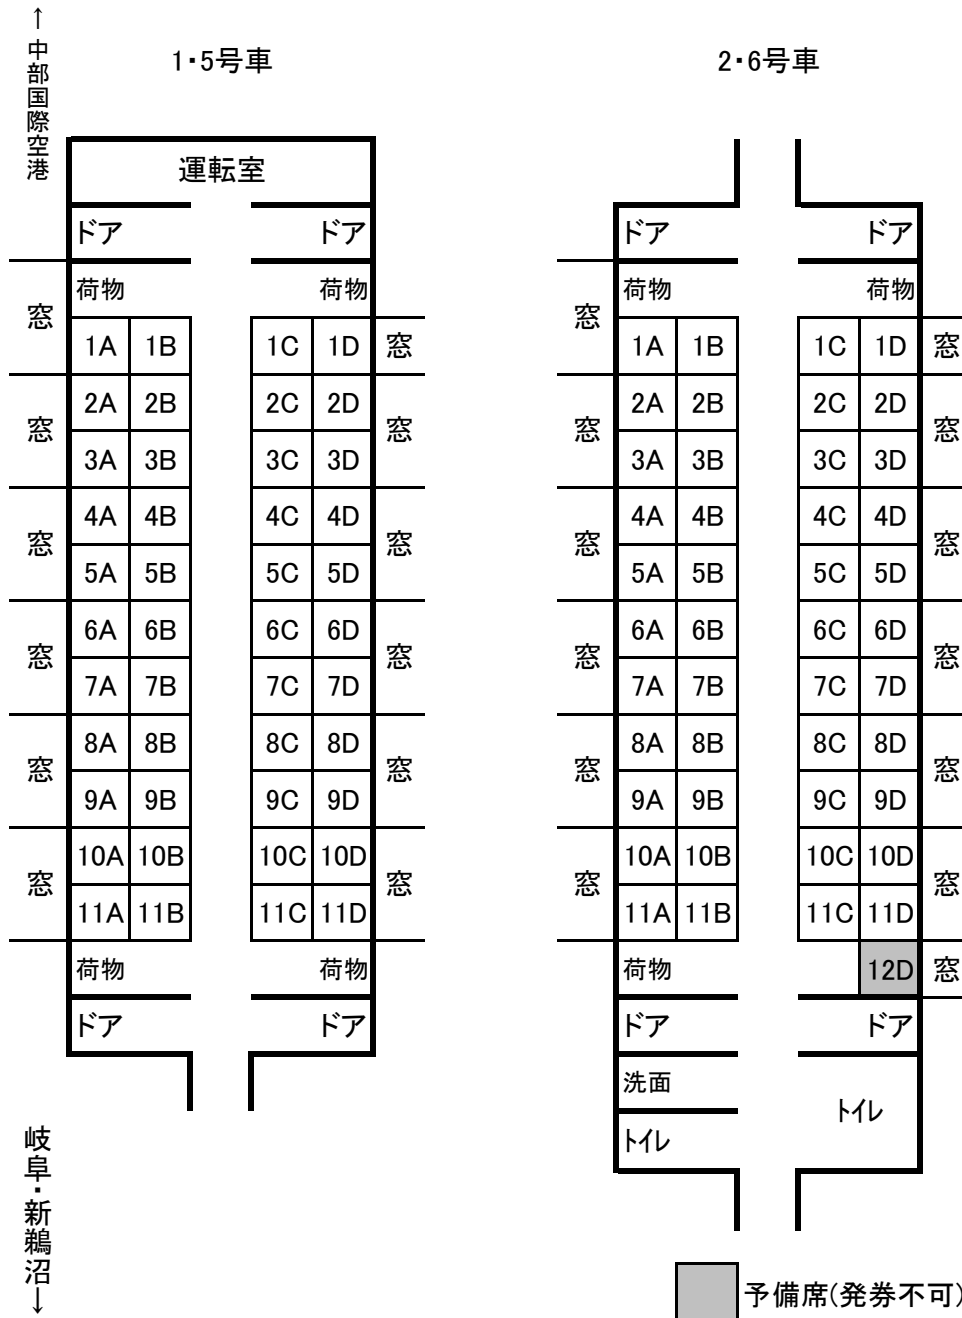 ↑中部国際空港
1・5号車
2・6号車
運転室
ドア ドア ドア ドア
荷物 荷物 荷物 荷物
窓 窓
1A 1B 1C 1D 窓 1A 1B 1C 1D 窓
2A 2B 2C 2D 2A 2B 2C 2D
窓 窓 窓 窓
3A 3B 3C 3D 3A 3B 3C 3D
4A 4B 4C 4D 4A 4B 4C 4D
窓 窓 窓 窓
5A 5B 5C 5D 5A 5B 5C 5D
6A 6B 6C 6D 6A 6B 6C 6D
窓 窓 窓 窓
7A 7B 7C 7D 7A 7B 7C 7D
8A 8B 8C 8D 8A 8B 8C 8D
窓 窓 窓 窓
9A 9B 9C 9D 9A 9B 9C 9D
10A 10B 10C 10D 10A 10B 10C 10D
窓 窓 窓 窓
11A 11B 11C 11D 11A 11B 11C 11D
荷物 荷物 荷物 12D 窓
ドア ドア ドア ドア
洗面
トイレ
トイレ
岐阜・新鵜沼↓
予備席(発券不可)